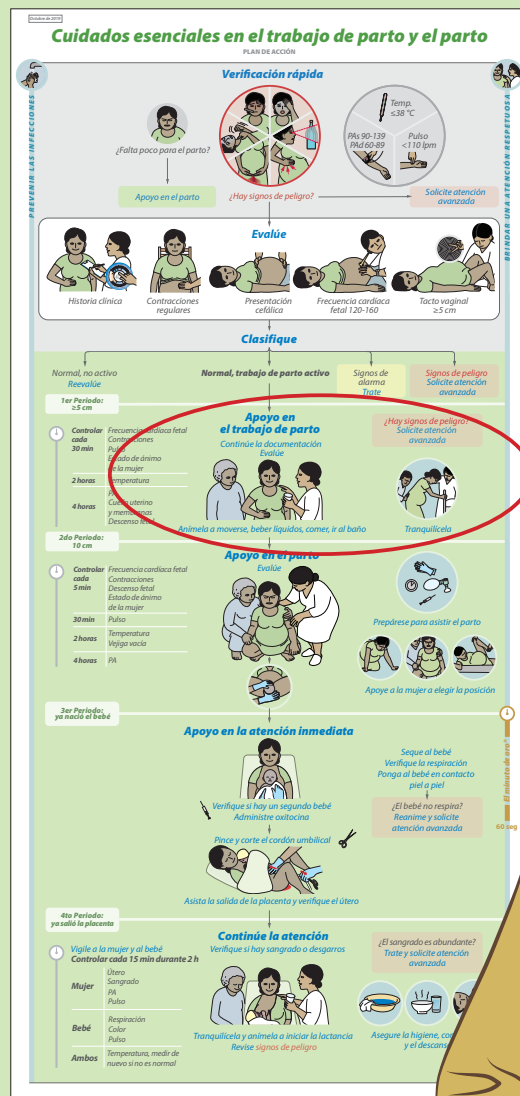 Octubre de 2019
Cuidados esenciales en el trabajo de parto y el parto
PLAN DE ACCIÓN
PREVENIR LAS INFECCIONES
BRINDAR UNA ATENCIÓN RESPETUOSA
Verificación rápida
¿Falta poco para el parto?
Temp.
≤38 °C
PAs 90-139
PAd 60-89
Pulso
<110 lpm
Apoyo en el parto
¿Hay signos de peligro?
Solicite atención
avanzada
Evalúe
Historia clínica
Contracciones
regulares
Presentación
cefálica
Frecuencia cardiaca
fetal 120-160
Tacto vaginal
≥5 cm
Clasifique
Normal, no activo
Reevalúe
Normal, trabajo de parto activo
Signos de
alarma
Trate
Signos de peligro
Solicite atención
avanzada
1er Periodo:
≥5 cm
Controlar
cada
30 min
Frecuencia cardiaca fetal
Contracciones
Pulso
Estado de ánimo
de la mujer
2 horas
Temperatura
4 horas
Cuello uterino
y membranas
Descenso fetal
Apoyo en
el trabajo de parto
Continúe la documentación
Evalúe
Anímela a moverse, beber líquidos, comer, ir al baño
¿Hay signos de peligro?
Solicite atención
avanzada
Tranquilícela
2do Periodo:
10 cm
Controlar
cada
5 min
Frecuencia cardiaca fetal
Contracciones
Descenso fetal
Estado de ánimo
de la mujer
30 min
Pulso
2 horas
Temperatura
Vejiga vacía
4 horas
PA
Apoyo en el parto
Evalúe
Prepárese para asistir el parto
Apoye a la mujer a elegir la posición
3er Periodo:
ya nació el bebé
Apoyo en la atención inmediata
Verifique si hay un segundo bebé
Administre oxitocina
Pince y corte el cordón umbilical
Asista la salida de la placenta y verifique el útero
Seque al bebé
Verifique la respiración
Ponga al bebé en contacto
piel a piel
¿El bebé no respira?
Reanime y solicite
atención avanzada
El minuto de oro®
60 seg
4to Periodo:
ya salió la placenta
Vigile a la mujer y al bebé
Controlar cada 15 min durante 2 h
Mujer
Útero
Sangrado
PA
Pulso
Bebé
Respiración
Color
Pulso
Ambos
Temperatura, medir de
nuevo si no es normal
Continúe la atención
Verifique si hay sangrado o desgarros
Tranquilícela y anímela a iniciar la lactancia
Revise signos de peligro
¿El sangrado es abundante?
Trate y solicite atención
avanzada
Asegure la higiene,
y el